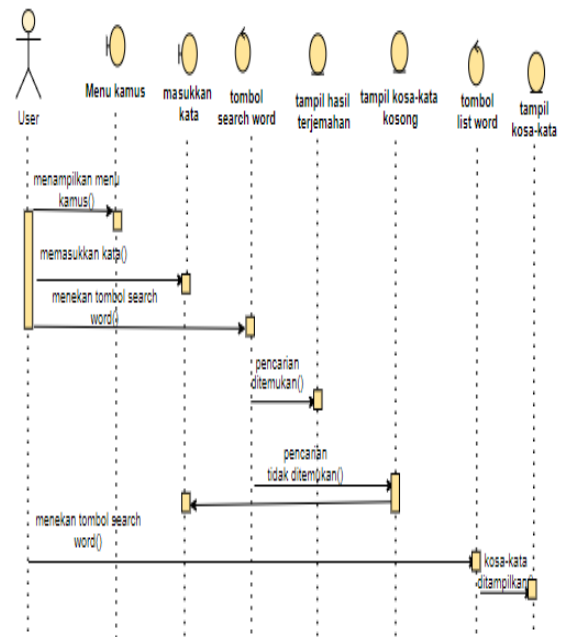 User
Menu kamus
masukkan
kata
tombol
search word
tampil hasil
terjemahan
tampil kosa-kata
kosong
tombol
list word
tampil
kosa-kata
menampilkan menu
kamus()
memasukkan kata()
menekan tombol search
word()
pencarian
ditemukan()
pencarian
tidak ditemukan()
menekan tombol search
word()
kosa-kata
ditampilkan()